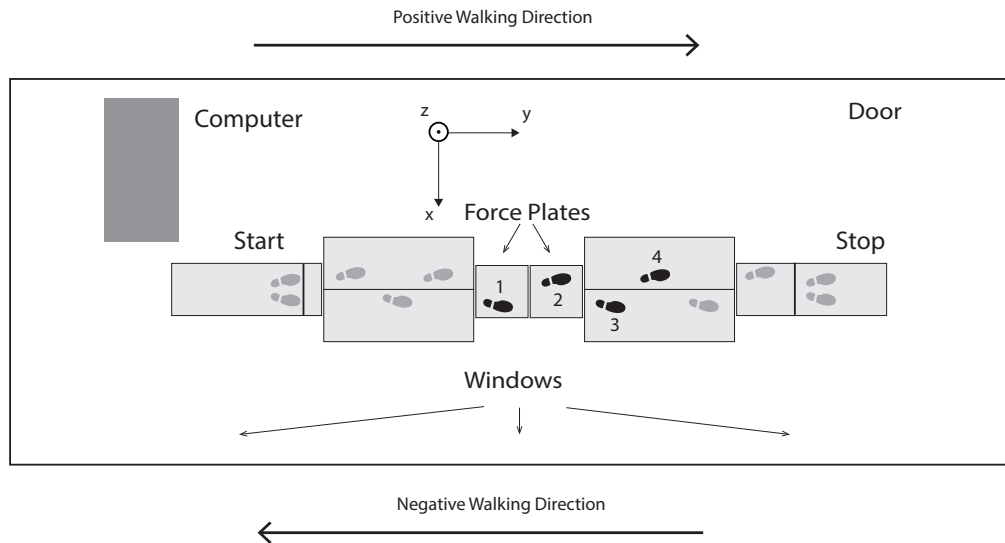 Positive Walking Direction
Computer
z
y
Door
x
Force Plates
Start
Stop
4
1
2
3
Windows
Negative Walking Direction